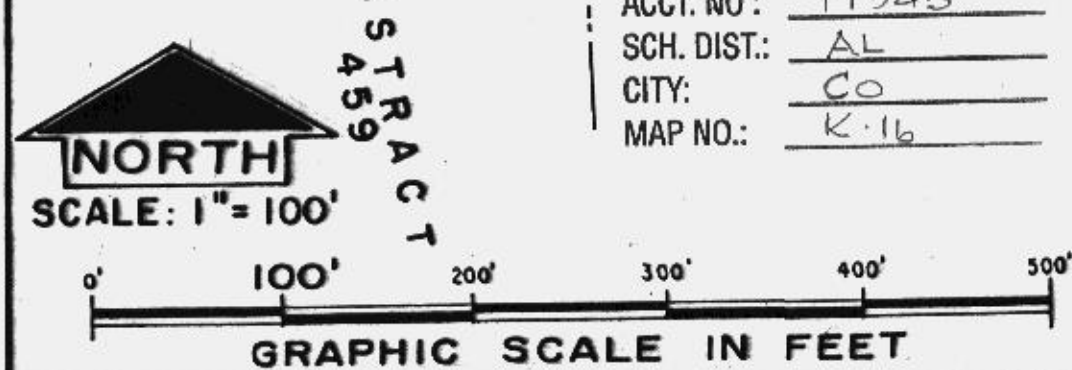 ACCT. NO:
SCH. DIST.: AL
CITY: CO
MAP NO.: K-16
STRACT
459
NORTH
SCALE: 1"= 100'
0' 100' 200' 300' 400' 500'
GRAPHIC SCALE IN FEET